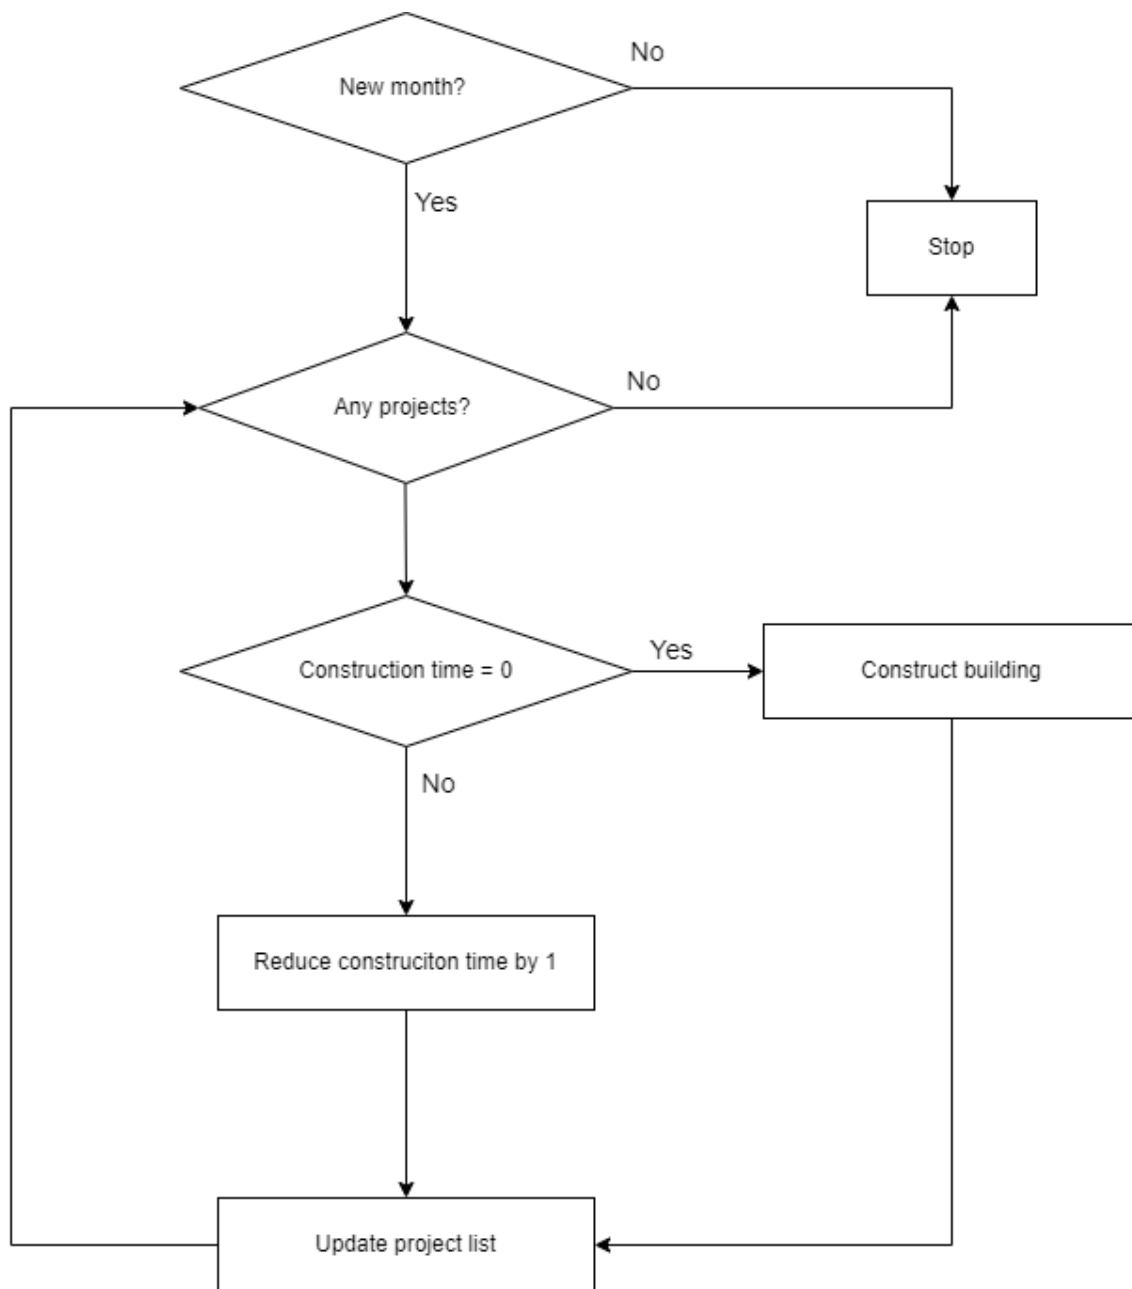 No
New month?
Yes
Stop
No
Any projects?
Yes
Construction time = 0
Construct building
No
Reduce construciton time by 1
Update project list